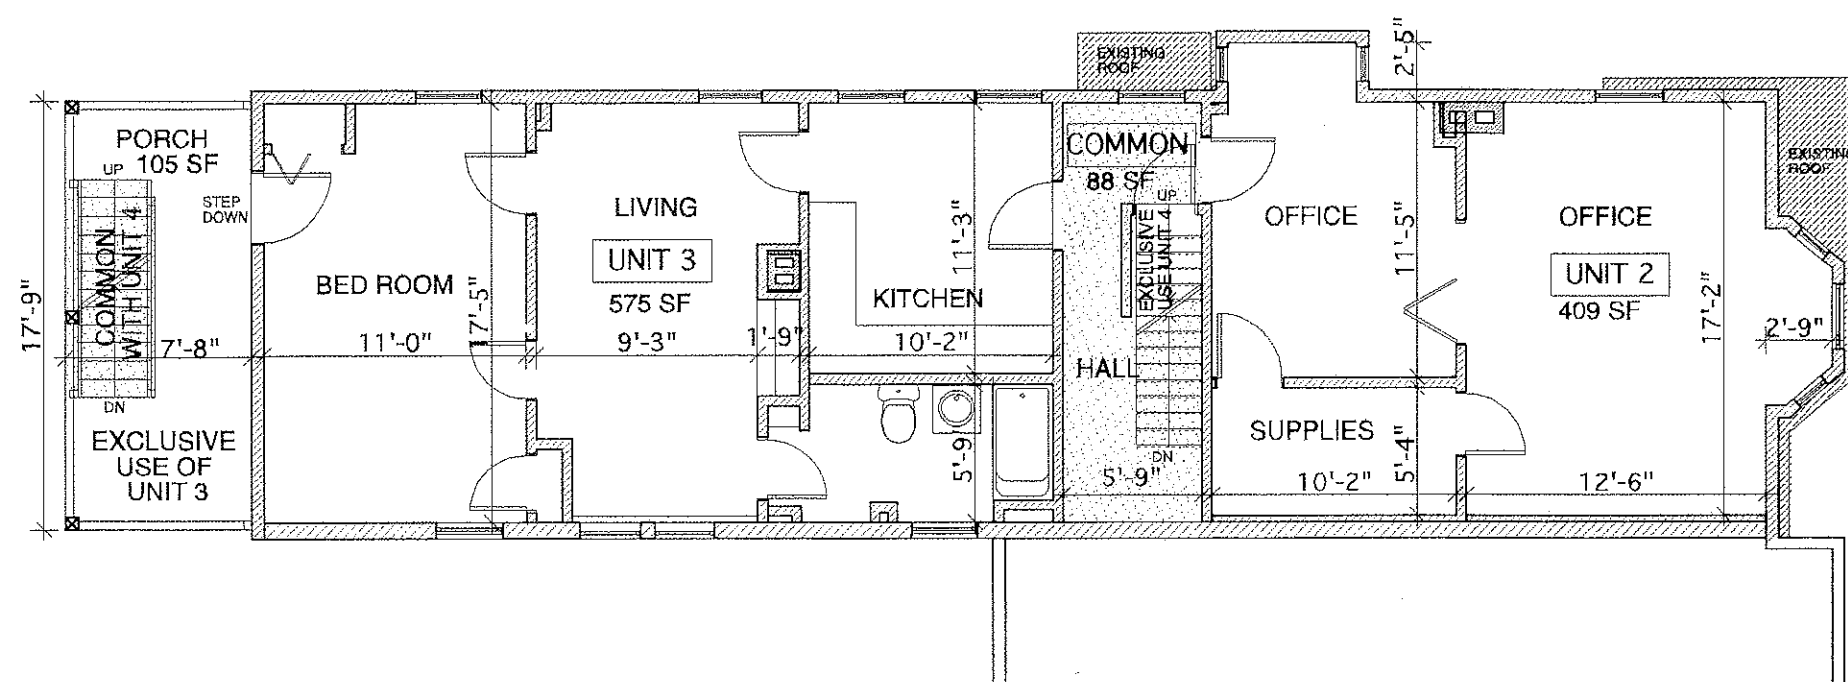 PORCH
105 SF
UP
COMMON
WITH UNIT 4
DN
EXCLUSIVE
USE OF
UNIT 3
17'-9"
7'-8"
STEP
DOWN
BED ROOM
11'-0"
17'-5"
LIVING
UNIT 3
575 SF
9'-3"
1'-9"
KITCHEN
10'-2"
11'-3"
5'-9
EXISTING
ROOF
COMMON
88 SF
UP
EXCLUSIVE
USE UNIT 4
HALL
DN
5'-9"
2'-5"
OFFICE
11'-5"
SUPPLIES
5'-4"
10'-2"
OFFICE
UNIT 2
409 SF
17'-2"
12'-6"
2'-9"
EXISTING
ROOF